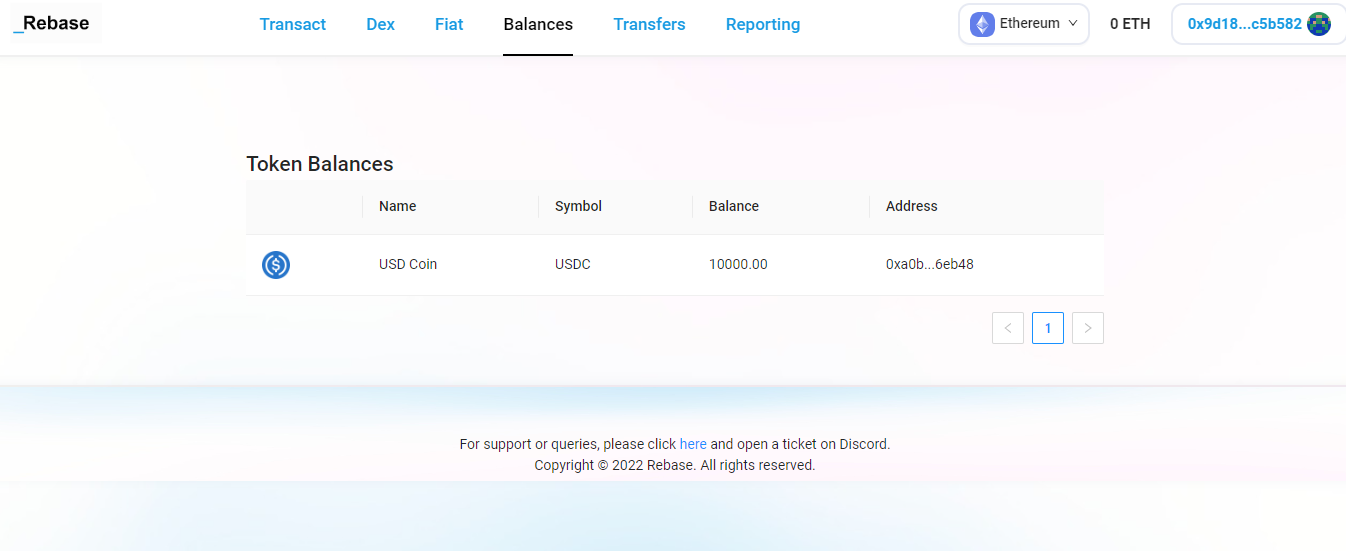 _Rebase
Transact Dex Fiat Balances Transfers Reporting Ethereum 0 ETH 0x9d18...c5b582
Token Balances
Name Symbol Balance Address
USD Coin USDC 10000.00 0xa0b...6eb48
< 1 >
For support or queries, please click here and open a ticket on Discord.
Copyright © 2022 Rebase. All rights reserved.